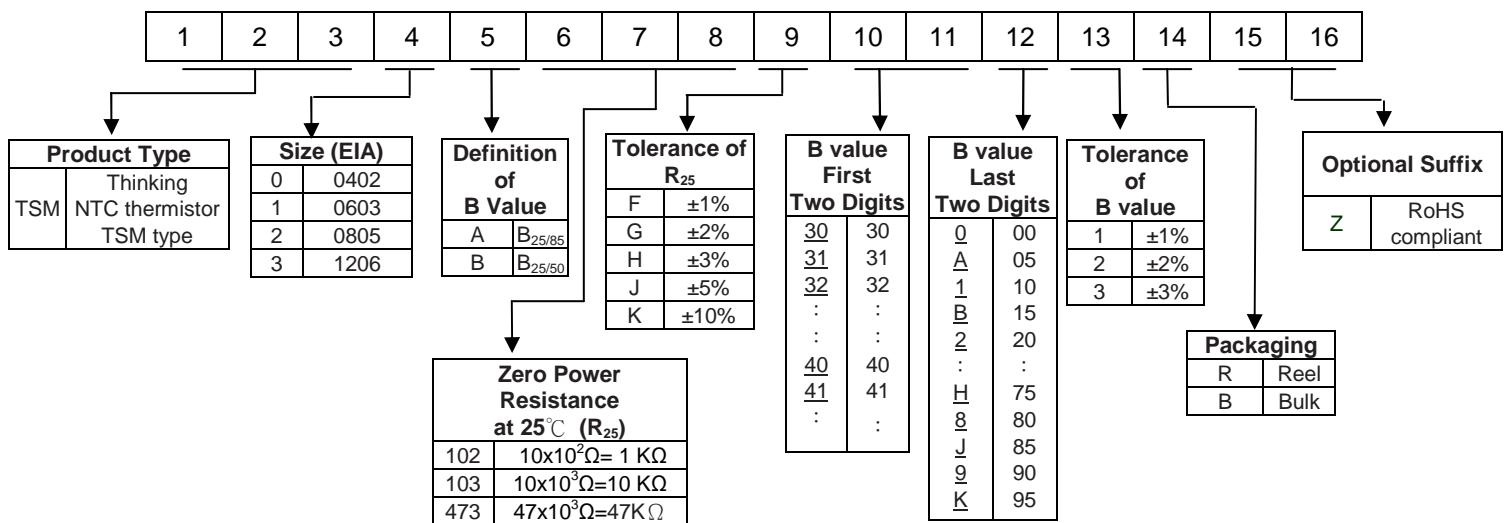 1 2 3 4 5 6 7 8 9 10 11 12 13 14 15 16
Product Type
TSM
Thinking
NTC thermistor
TSM type
Size (EIA)
0 0402
1 0603
2 0805
3 1206
Definition
of
B Value
A B25/85
B B25/50
Zero Power
Resistance
at 25℃ (R25)
102 10x10²Ω= 1 KΩ
103 10x10³Ω=10 KΩ
473 47x10³Ω=47KΩ
Tolerance of
R25
F ±1%
G ±2%
H ±3%
J ±5%
K ±10%
B value
First
Two Digits
30 30
31 31
32 32
: :
: :
40 40
41 41
: :
B value
Last
Two Digits
0 00
A 05
1 10
B 15
2 20
: :
H 75
8 80
J 85
9 90
K 95
Tolerance
of
B value
1 ±1%
2 ±2%
3 ±3%
Packaging
R Reel
B Bulk
Optional Suffix
Z
RoHS
compliant